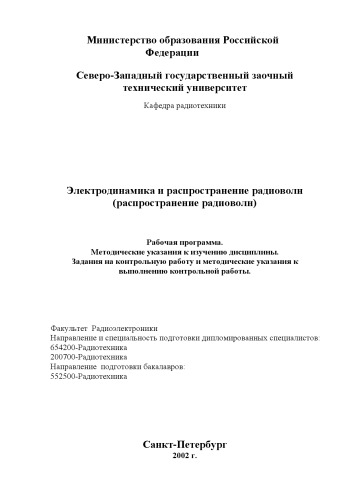 Министерство образования Российской
Федерации
Северо-Западный государственный заочный
технический университет
Кафедра радиотехники
Электродинамика и распространение радиоволн
(распространение радиоволн)
Рабочая программа.
Методические указания к изучению дисциплины.
Задания на контрольную работу и методические указания к
выполнению контрольной работы.
Факультет Радиоэлектроники
Направление и специальность подготовки дипломированных специалистов:
654200-Радиотехника
200700-Радиотехника
Направление подготовки бакалавров:
552500-Радиотехника
Санкт-Петербург
2002 г.